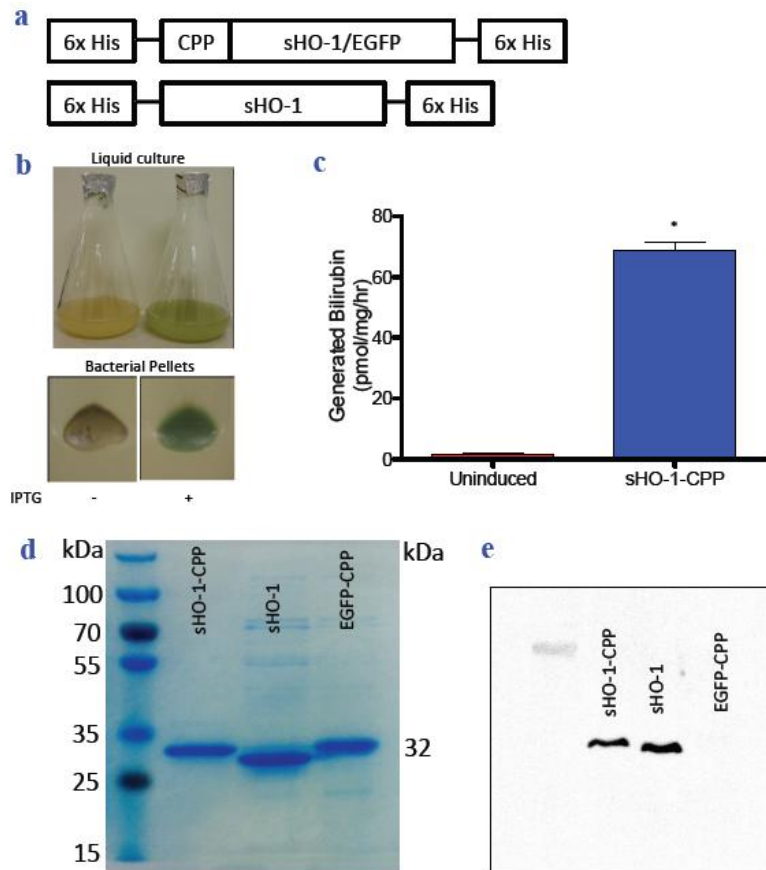 a
6x His CPP sHO-1/EGFP 6x His
6x His sHO-1 6x His
b
Liquid culture
Bacterial Pellets
IPTG - +
c
Generated Bilirubin
(pmol/mg/hr)
80
60
40
20
0
*
Uninduced sHO-1-CPP
d
kDa
100
70
55
35
25
15
sHO-1-CPP
sHO-1
EGFP-CPP
kDa
32
e
sHO-1-CPP
sHO-1
EGFP-CPP